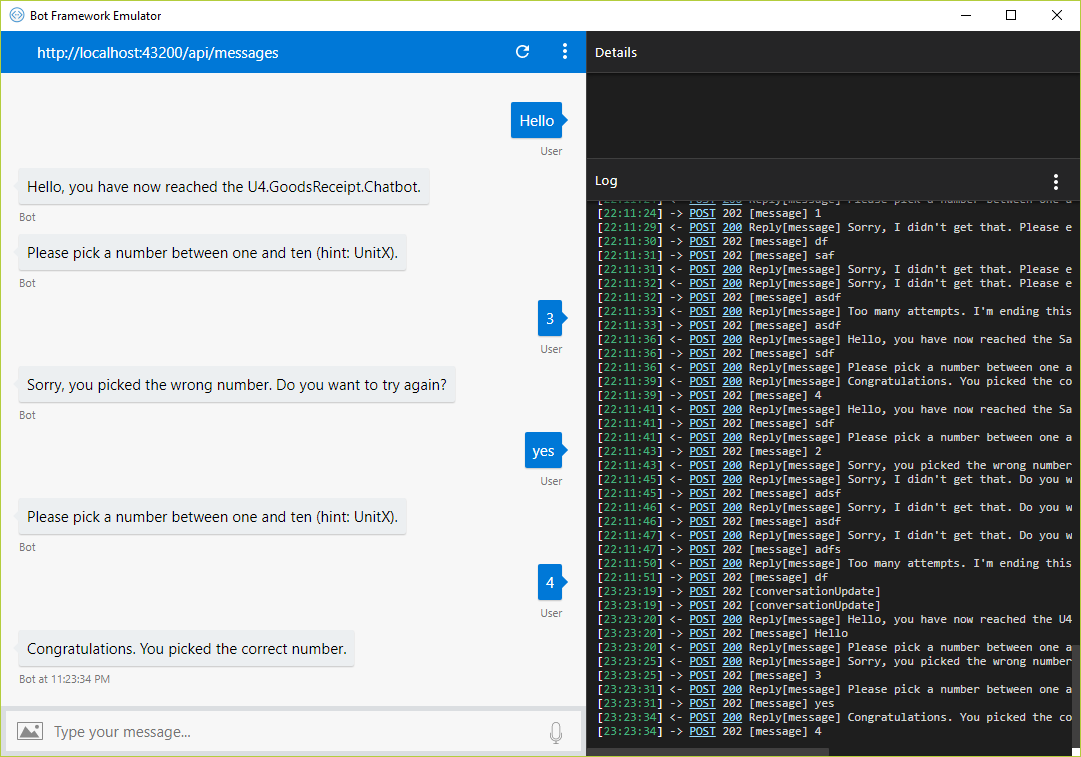 Bot Framework Emulator
http://localhost:43200/api/messages
Hello
User
Hello, you have now reached the U4.GoodsReceipt.Chatbot.
Bot
Please pick a number between one and ten (hint: UnitX).
Bot
3
User
Sorry, you picked the wrong number. Do you want to try again?
Bot
yes
User
Please pick a number between one and ten (hint: UnitX).
Bot
4
User
Congratulations. You picked the correct number.
Bot at 11:23:34 PM
Type your message...
Details
Log
[22:11:24] <- POST 200 Reply[message] Please pick a number between one a
[22:11:24] -> POST 202 [message] 1
[22:11:29] <- POST 200 Reply[message] Sorry, I didn't get that. Please e
[22:11:30] -> POST 202 [message] df
[22:11:31] -> POST 202 [message] saf
[22:11:31] <- POST 200 Reply[message] Sorry, I didn't get that. Please e
[22:11:32] <- POST 200 Reply[message] Sorry, I didn't get that. Please e
[22:11:32] -> POST 202 [message] asdf
[22:11:33] <- POST 200 Reply[message] Too many attempts. I'm ending this
[22:11:33] -> POST 202 [message] asdf
[22:11:36] <- POST 200 Reply[message] Hello, you have now reached the Sa
[22:11:36] -> POST 202 [message] sdf
[22:11:36] <- POST 200 Reply[message] Please pick a number between one a
[22:11:39] <- POST 200 Reply[message] Congratulations. You picked the co
[22:11:39] -> POST 202 [message] 4
[22:11:41] <- POST 200 Reply[message] Hello, you have now reached the Sa
[22:11:41] -> POST 202 [message] sdf
[22:11:41] <- POST 200 Reply[message] Please pick a number between one a
[22:11:43] -> POST 202 [message] 2
[22:11:43] <- POST 200 Reply[message] Sorry, you picked the wrong number
[22:11:45] <- POST 200 Reply[message] Sorry, I didn't get that. Do you w
[22:11:45] -> POST 202 [message] adsf
[22:11:46] <- POST 200 Reply[message] Sorry, I didn't get that. Do you w
[22:11:46] -> POST 202 [message] asdf
[22:11:47] <- POST 200 Reply[message] Sorry, I didn't get that. Do you w
[22:11:47] -> POST 202 [message] adfs
[22:11:50] <- POST 200 Reply[message] Too many attempts. I'm ending this
[22:11:51] -> POST 202 [message] df
[23:23:19] -> POST 202 [conversationUpdate]
[23:23:19] -> POST 202 [conversationUpdate]
[23:23:20] <- POST 200 Reply[message] Hello, you have now reached the U4
[23:23:20] -> POST 202 [message] Hello
[23:23:20] <- POST 200 Reply[message] Please pick a number between one a
[23:23:25] <- POST 200 Reply[message] Sorry, you picked the wrong number
[23:23:25] -> POST 202 [message] 3
[23:23:31] <- POST 200 Reply[message] Please pick a number between one a
[23:23:31] -> POST 202 [message] yes
[23:23:34] <- POST 200 Reply[message] Congratulations. You picked the co
[23:23:34] -> POST 202 [message] 4